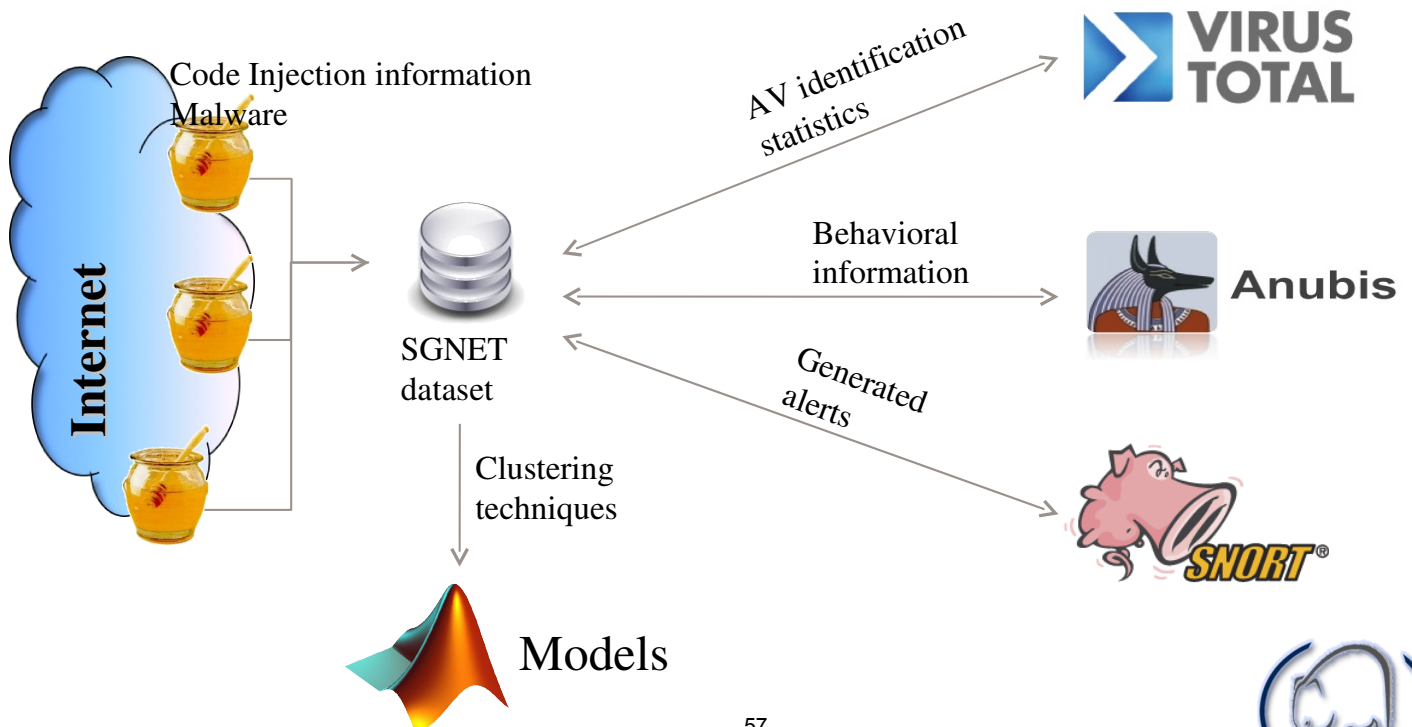 Code Injection information
Malware
Internet
SGNET
dataset
Clustering
techniques
Models
AV identification
statistics
VIRUS
TOTAL
Behavioral
information
Anubis
Generated
alerts
SNORT®
57